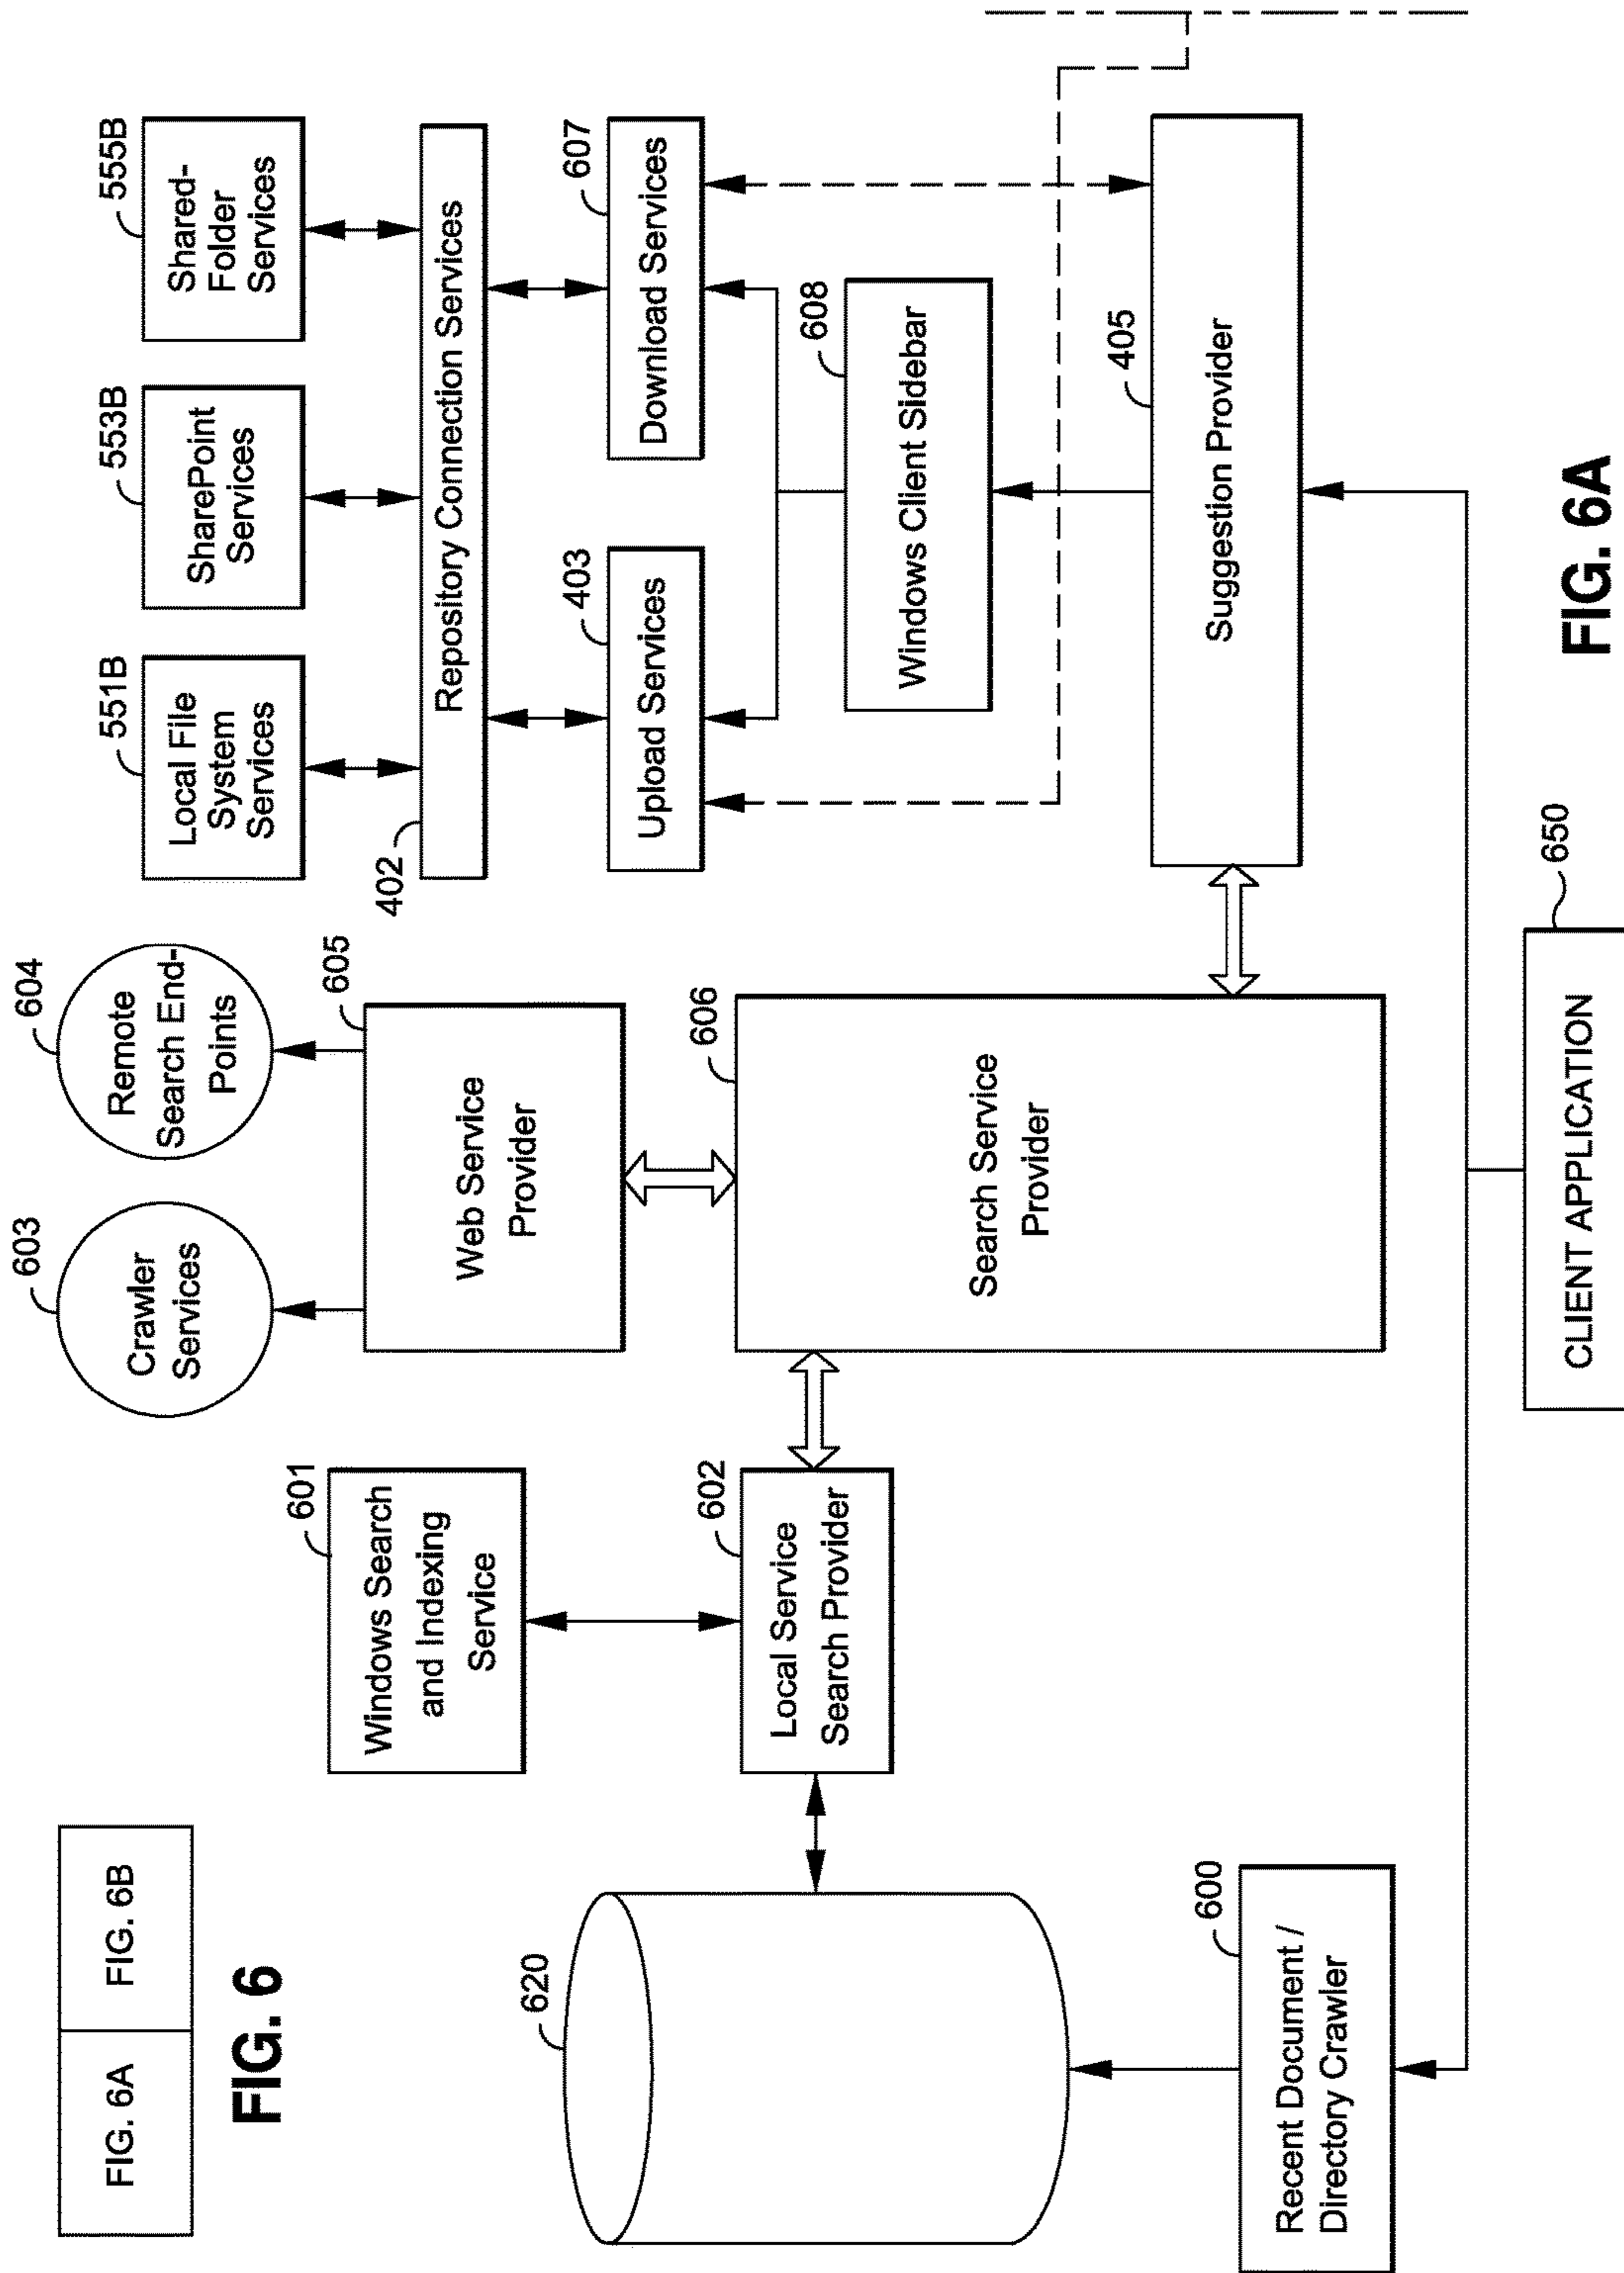 FIG. 6A
FIG. 6B
FIG. 6
603
Crawler
Services
604
Remote
Search End-
Points
551B
Local File
System
Services
553B
SharePoint
Services
555B
Shared-
Folder
Services
601
Windows Search
and Indexing
Service
605
Web Service
Provider
402
Repository Connection Services
620
602
Local Service
Search Provider
606
Search Service
Provider
403
Upload Services
607
Download Services
608
Windows Client Sidebar
405
Suggestion Provider
600
Recent Document /
Directory Crawler
650
CLIENT APPLICATION
FIG. 6A